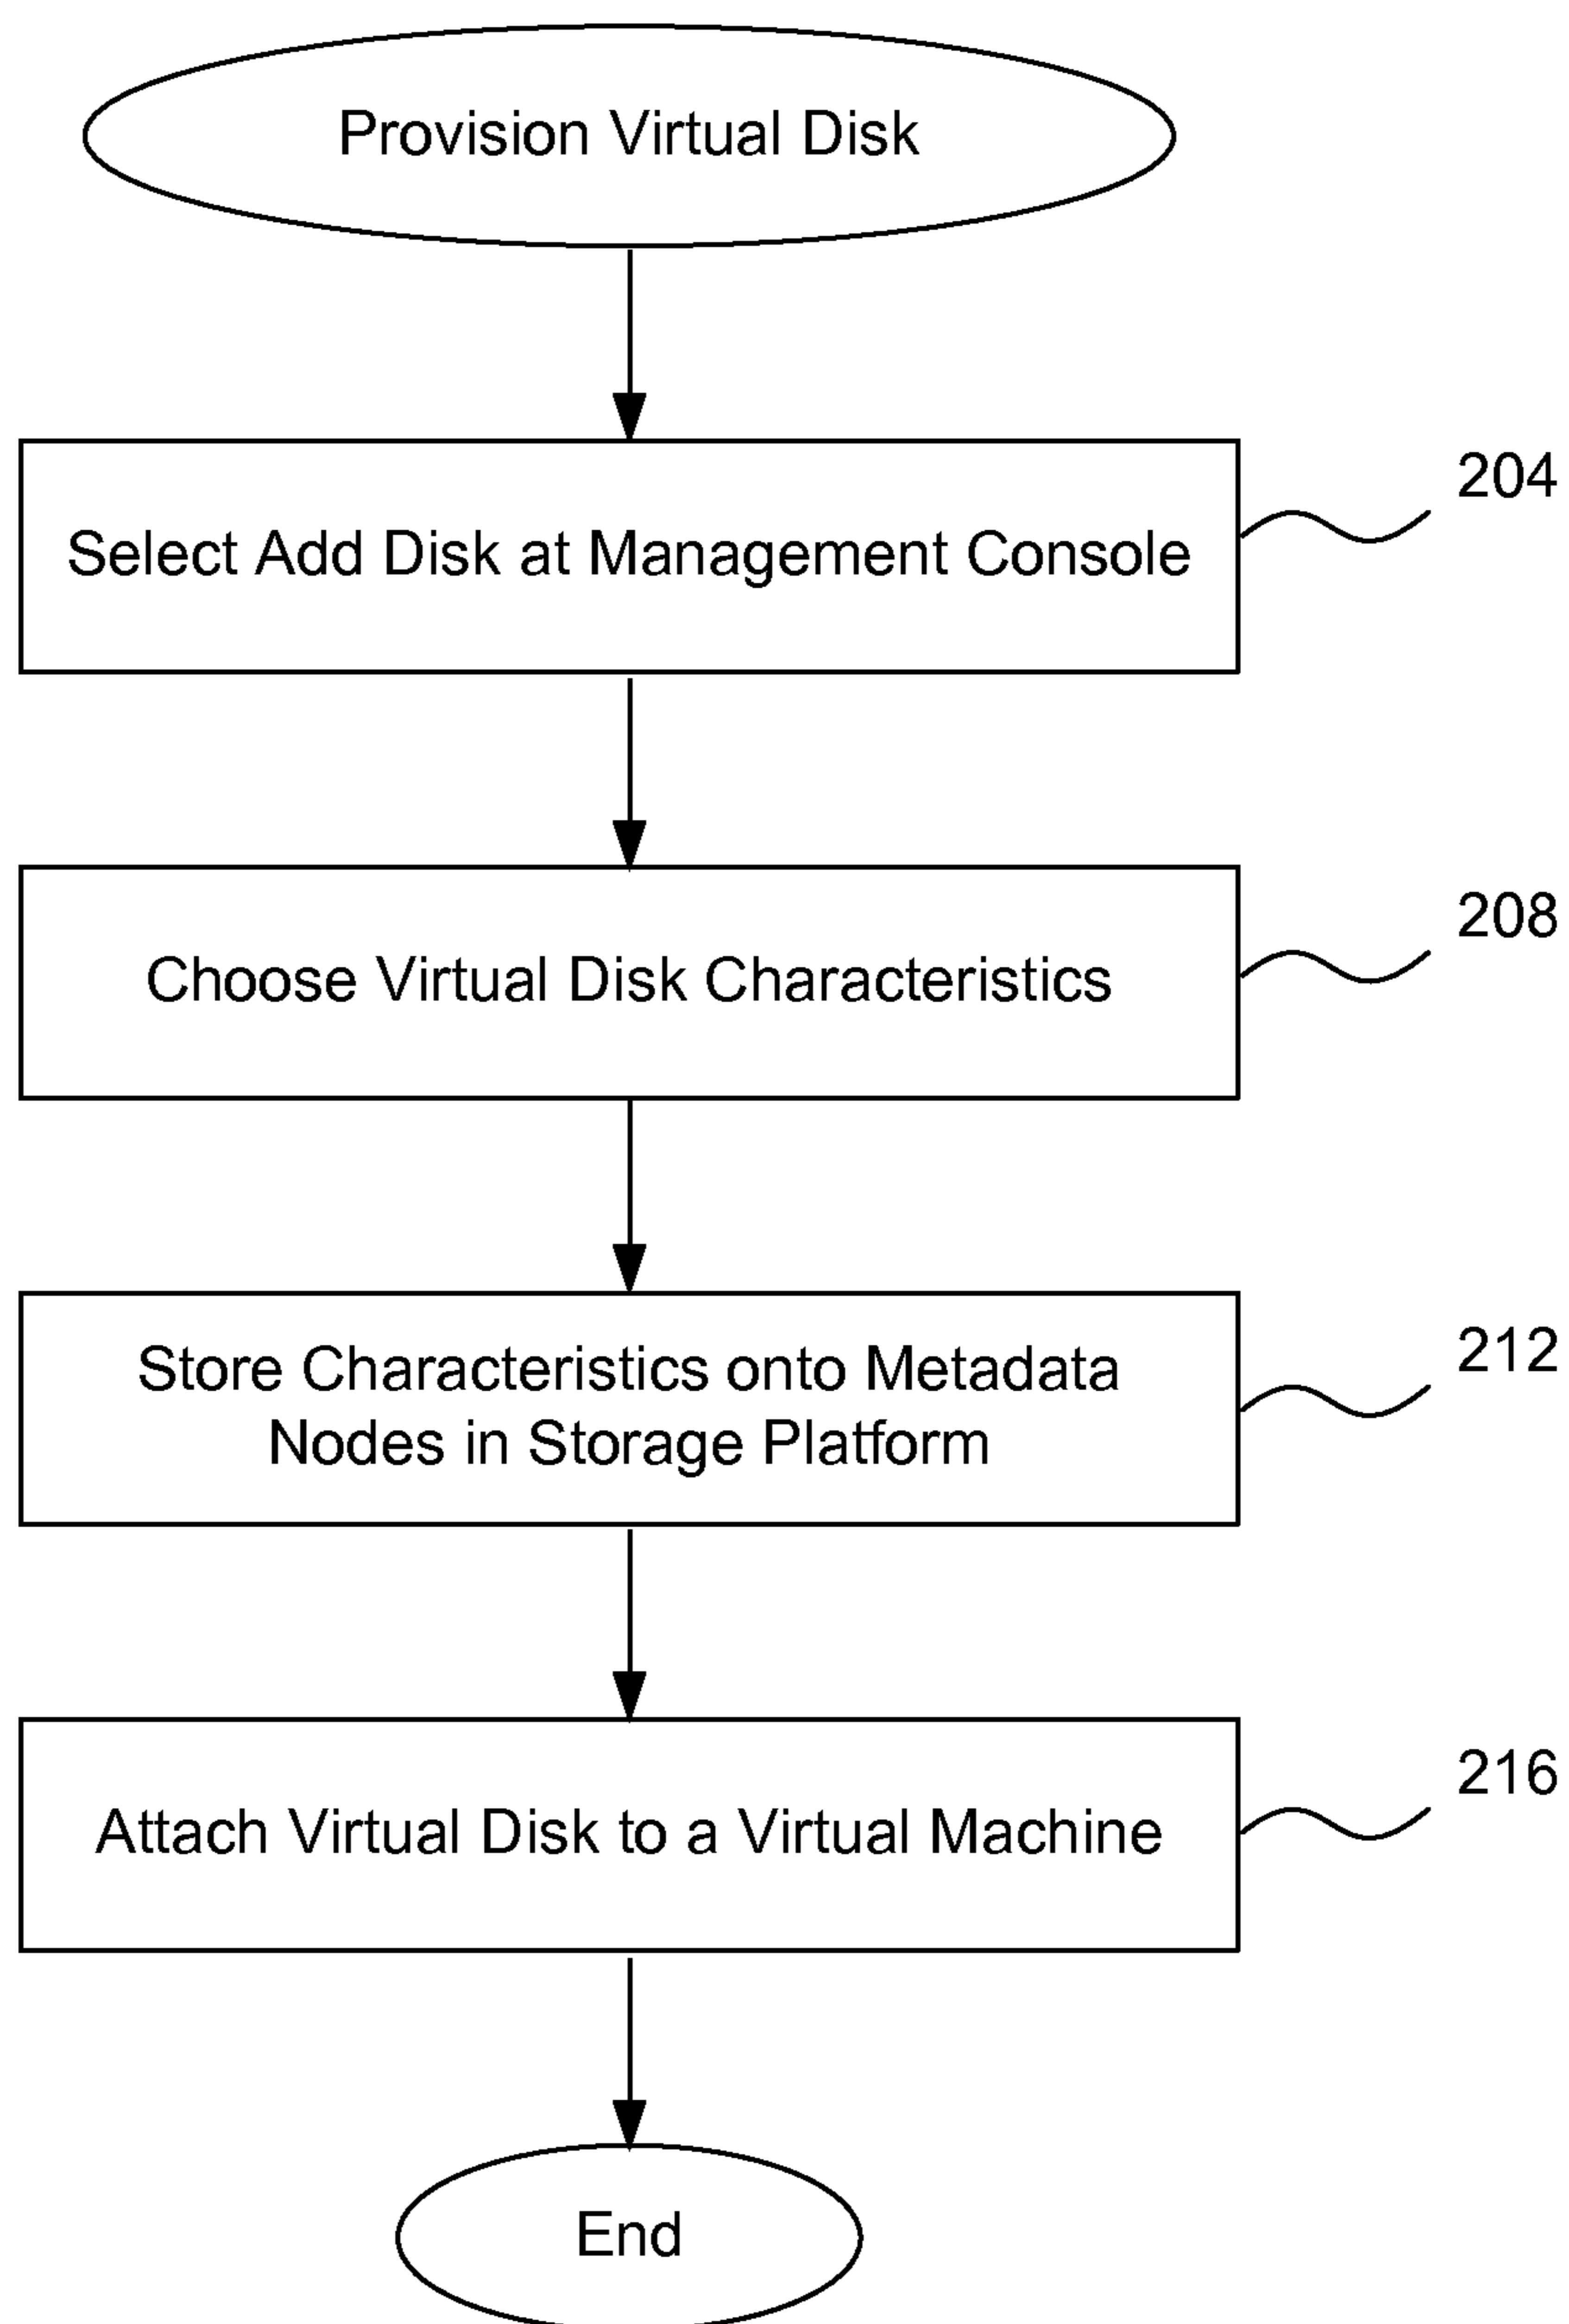 Provision Virtual Disk
204
Select Add Disk at Management Console
208
Choose Virtual Disk Characteristics
212
Store Characteristics onto Metadata
Nodes in Storage Platform
216
Attach Virtual Disk to a Virtual Machine
End